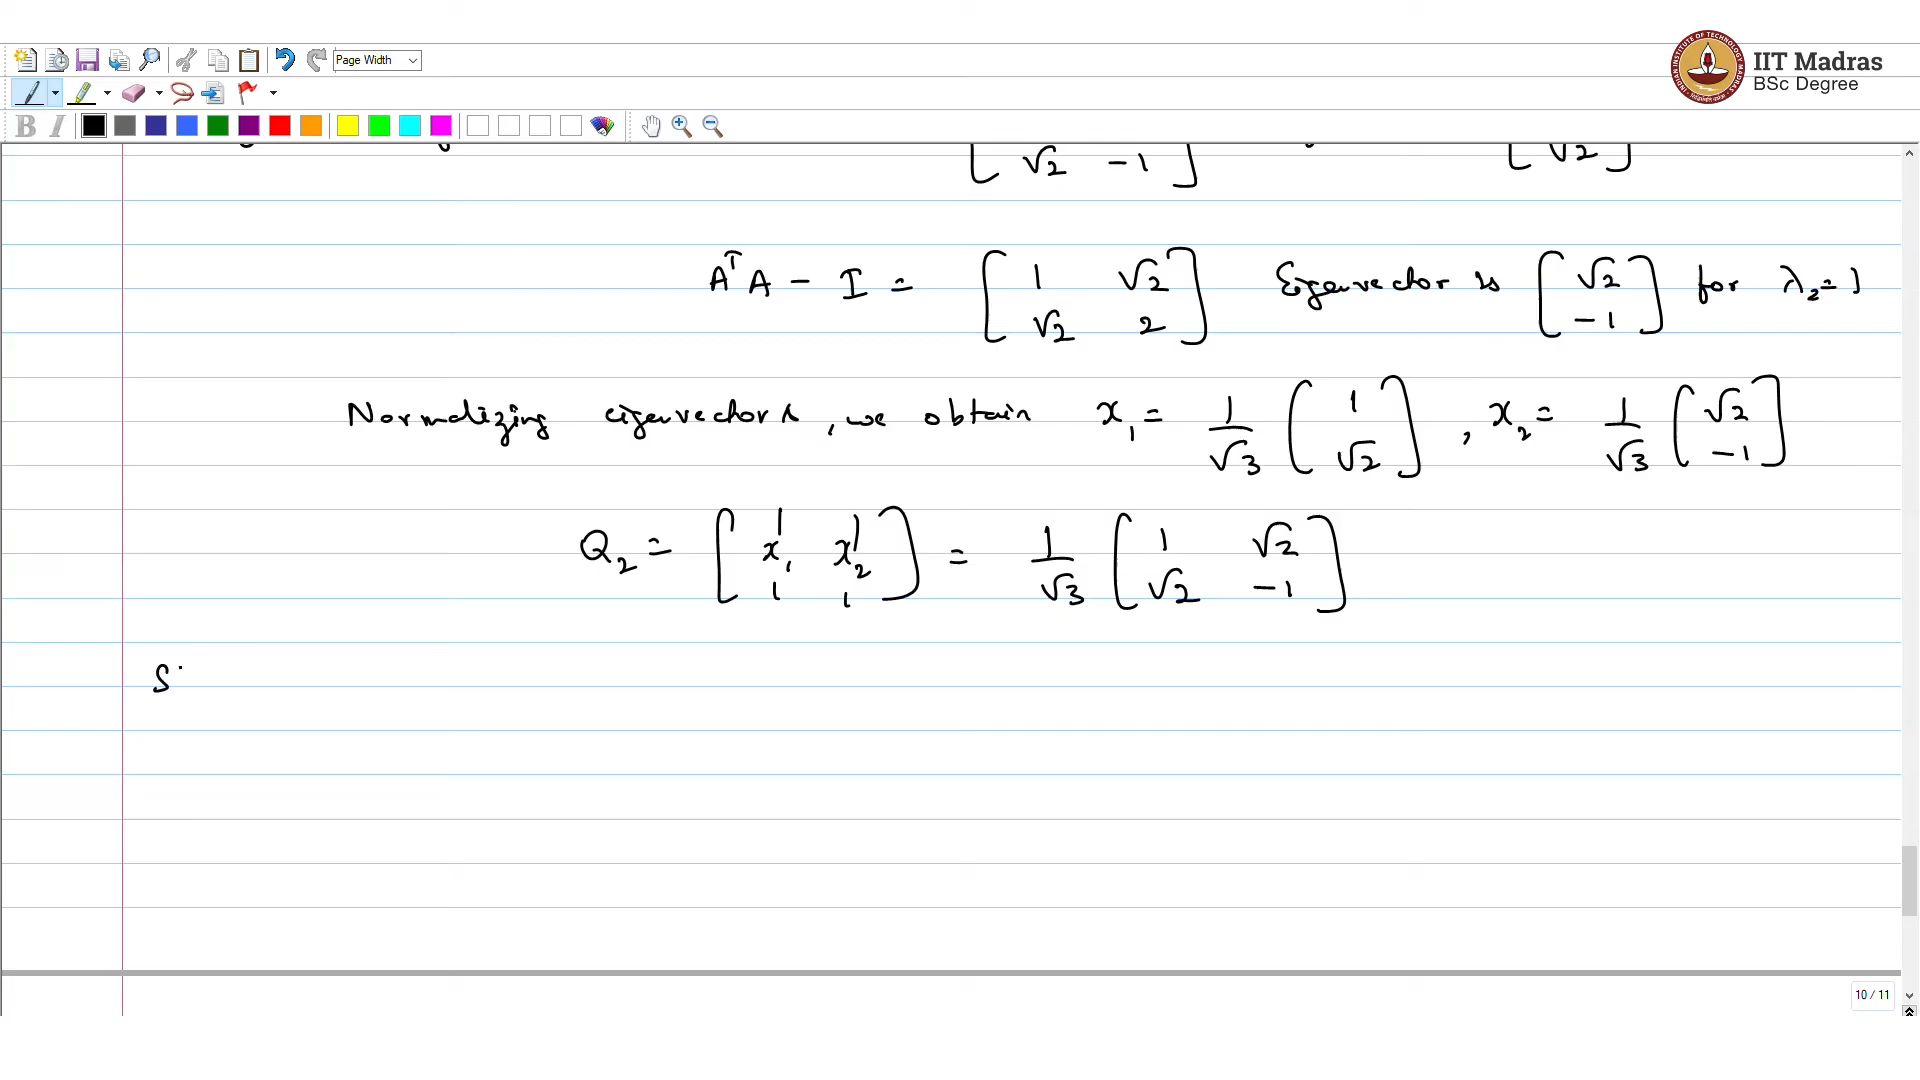 Page Width
IIT Madras
BSc Degree
B I
[ √2 −1 ] [ √2 ]
AᵀA − I = [ 1 √2 ; √2 2 ] Eigenvector is [ √2 ; −1 ] for λ₂ = 1
Normalizing eigenvectors, we obtain x₁ = 1/√3 [ 1 ; √2 ], x₂ = 1/√3 [ √2 ; −1 ]
Q₂ = [ x₁ x₂ ] = 1/√3 [ 1 √2 ; √2 −1 ]
S
10 / 11